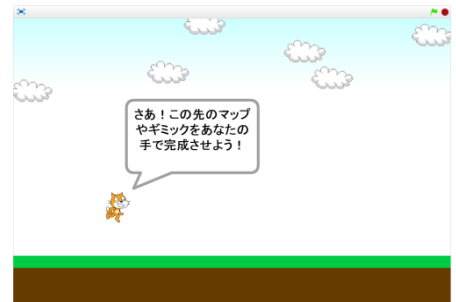 さあ！この先のマップ
やギミックをあなたの
手で完成させよう！